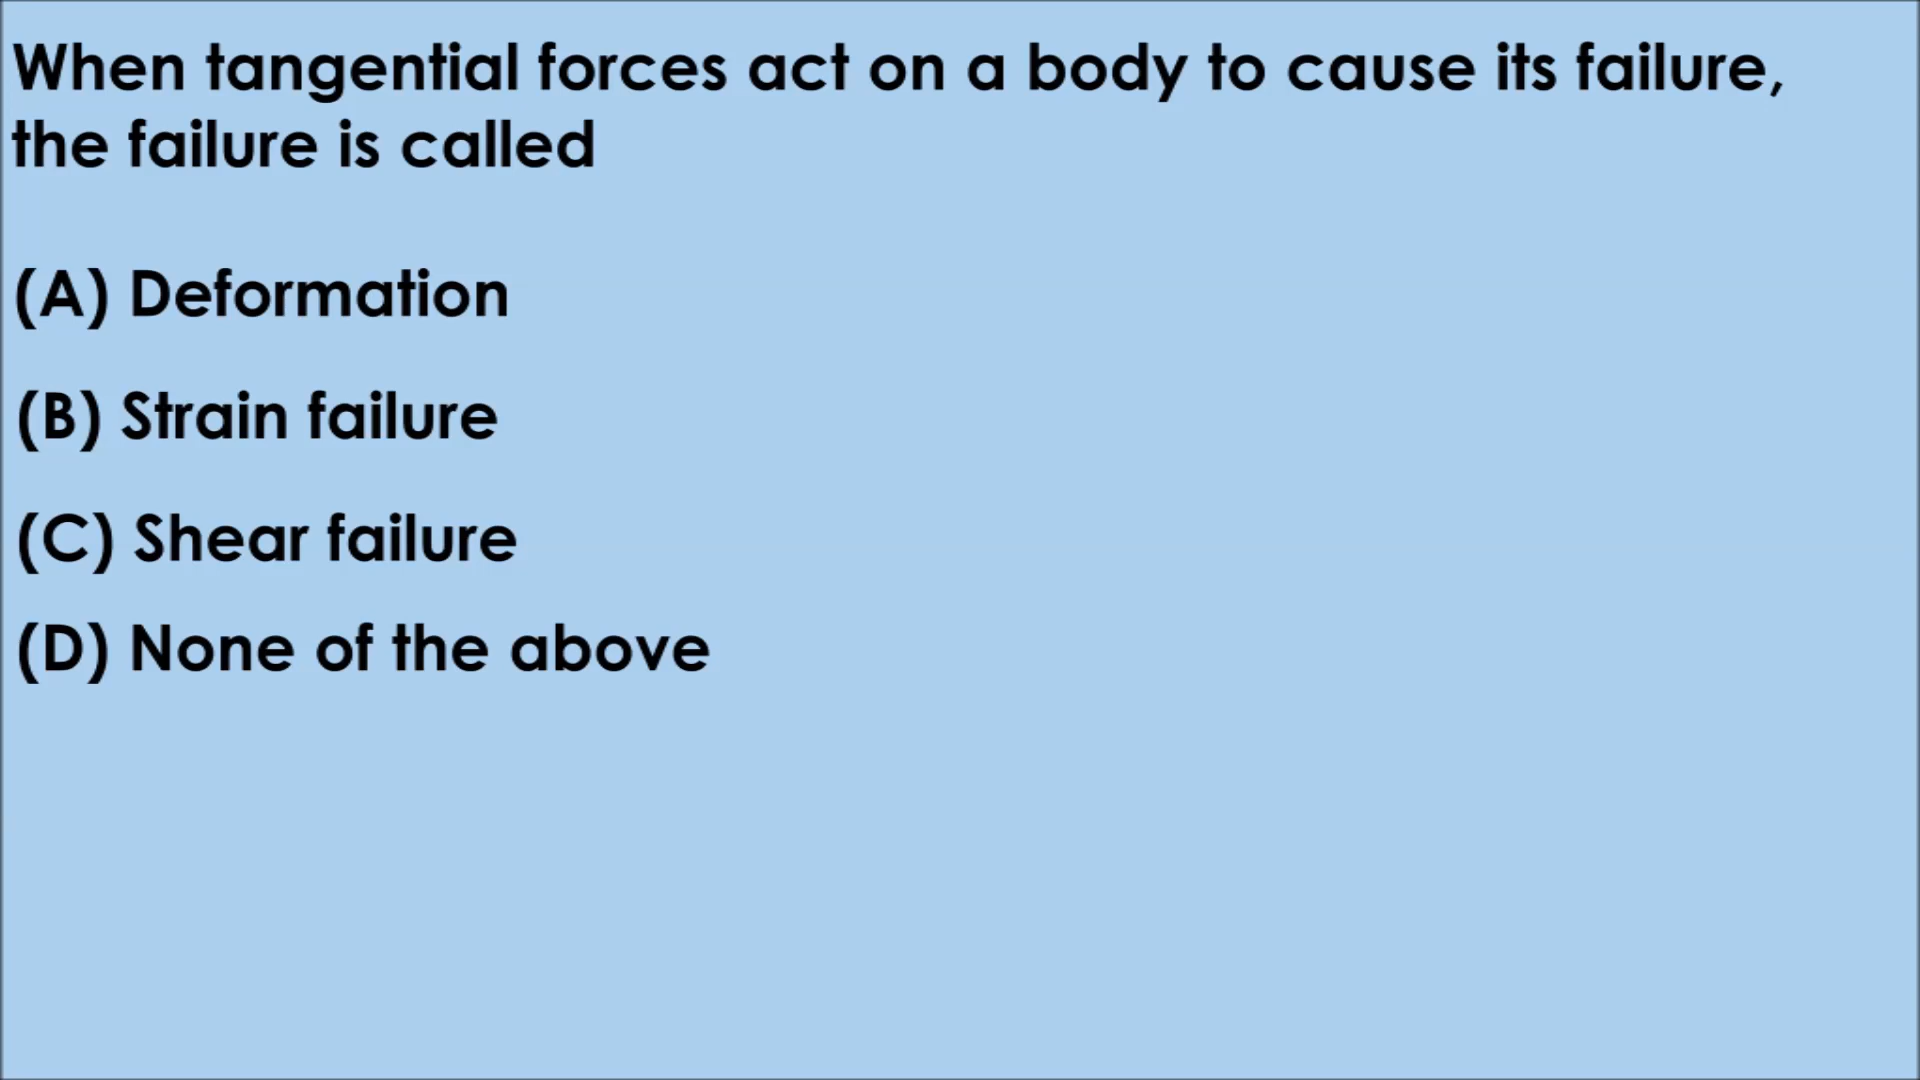 When tangential forces act on a body to cause its failure,
the failure is called
(A) Deformation
(B) Strain failure
(C) Shear failure
(D) None of the above